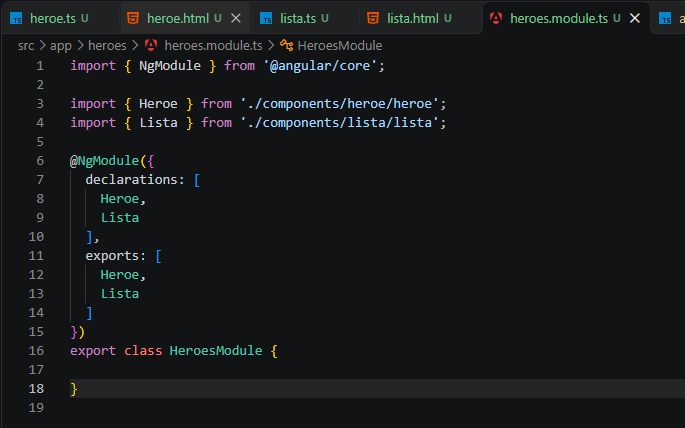 heroe.ts U
heroe.html U
lista.ts U
lista.html U
heroes.module.ts U
src > app > heroes > heroes.module.ts > HeroesModule
1 import { NgModule } from '@angular/core';
2
3 import { Heroe } from './components/heroe/heroe';
4 import { Lista } from './components/lista/lista';
5
6 @NgModule({
7   declarations: [
8     Heroe,
9     Lista
10   ],
11   exports: [
12     Heroe,
13     Lista
14   ]
15 })
16 export class HeroesModule {
17
18 }
19